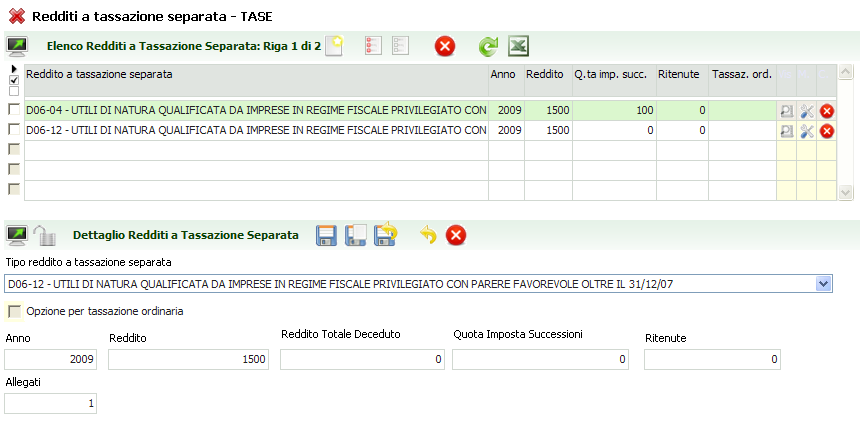 Redditi a tassazione separata - TASE
Elenco Redditi a Tassazione Separata: Riga 1 di 2
Reddito a tassazione separata Anno Reddito Q.ta imp. succ. Ritenute Tassaz. ord.
D06-04 - UTILI DI NATURA QUALIFICATA DA IMPRESE IN REGIME FISCALE PRIVILEGIATO CON 2009 1500 100 0
D06-12 - UTILI DI NATURA QUALIFICATA DA IMPRESE IN REGIME FISCALE PRIVILEGIATO CON 2009 1500 0 0
Dettaglio Redditi a Tassazione Separata
Tipo reddito a tassazione separata
D06-12 - UTILI DI NATURA QUALIFICATA DA IMPRESE IN REGIME FISCALE PRIVILEGIATO CON PARERE FAVOREVOLE OLTRE IL 31/12/07
Opzione per tassazione ordinaria
Anno Reddito Reddito Totale Deceduto Quota Imposta Successioni Ritenute
2009 1500 0 0 0
Allegati
1